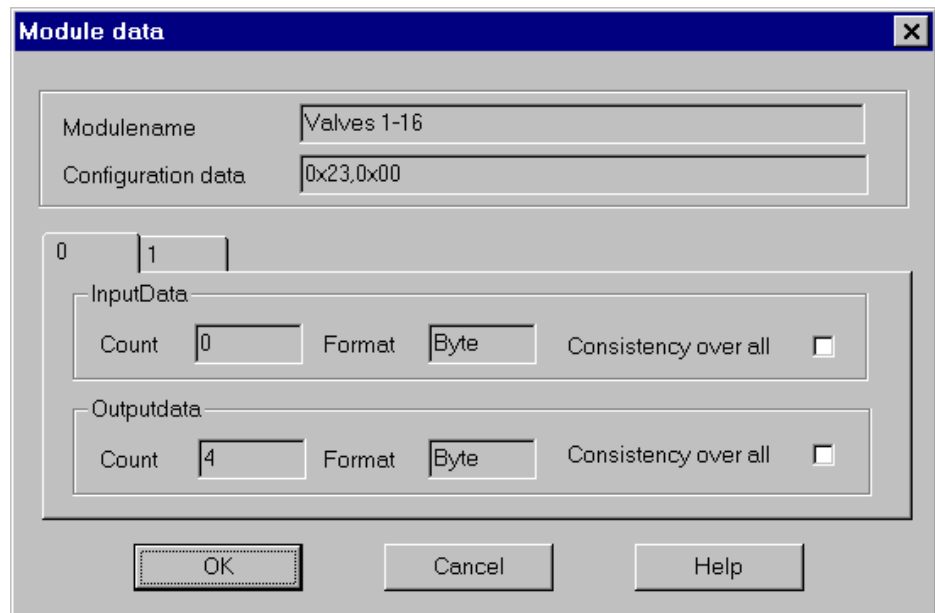 Module data
Modulename Valves 1-16
Configuration data 0x23,0x00
0 1
InputData
Count 0 Format Byte Consistency over all
Outputdata
Count 4 Format Byte Consistency over all
OK Cancel Help